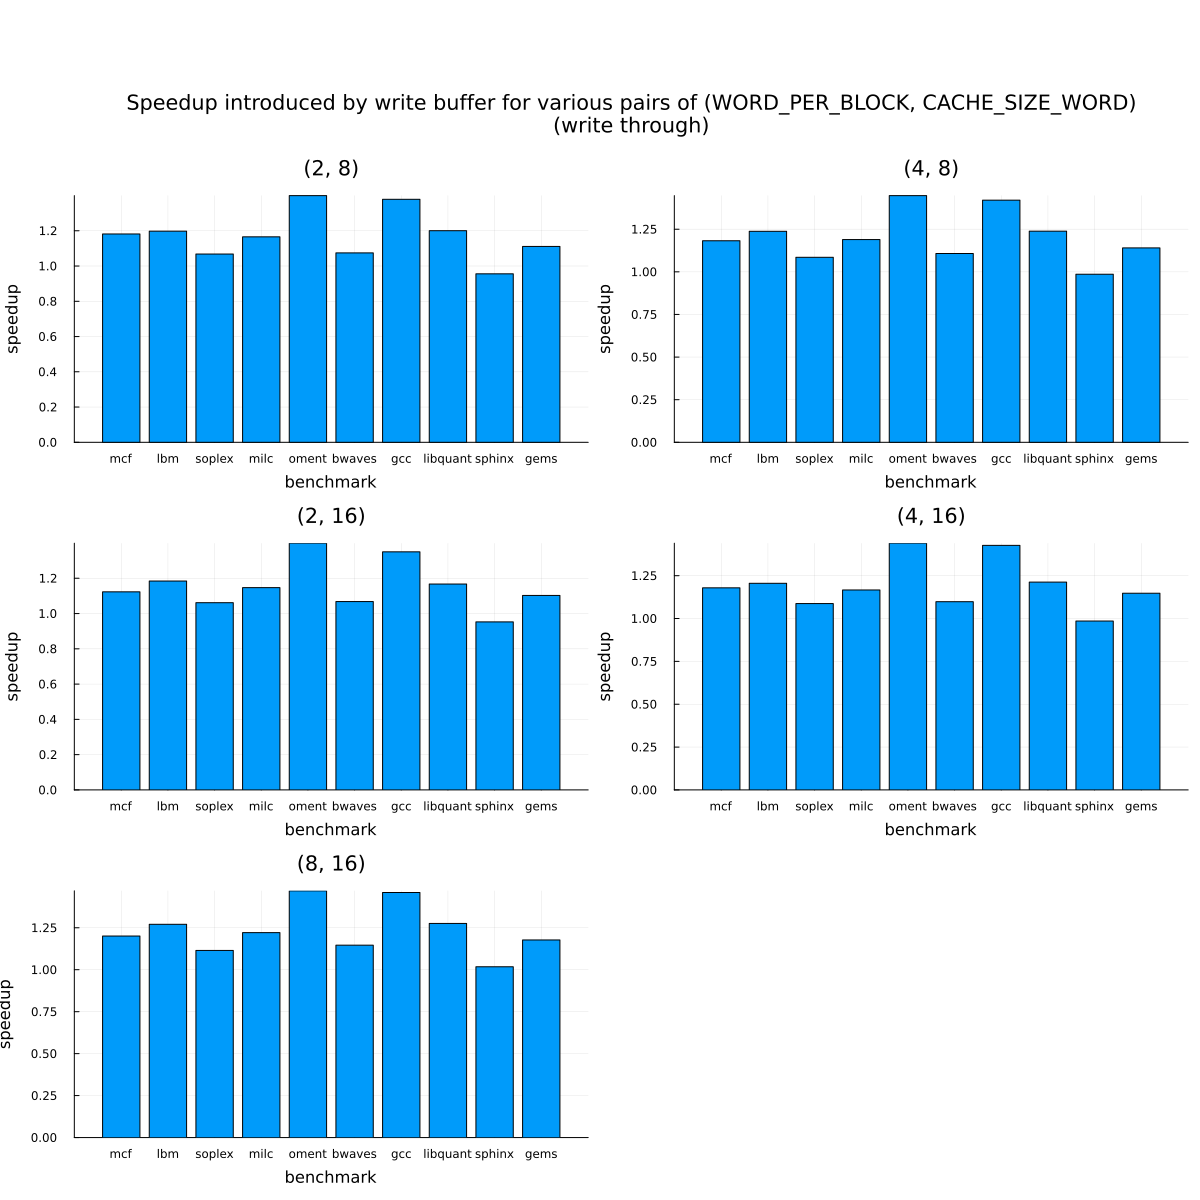 Speedup introduced by write buffer for various pairs of (WORD_PER_BLOCK, CACHE_SIZE_WORD)
(write through)
(2, 8)
speedup
1.2
1.0
0.8
0.6
0.4
0.2
0.0
mcf lbm soplex milc oment bwaves gcc libquant sphinx gems
benchmark
(4, 8)
speedup
1.25
1.00
0.75
0.50
0.25
0.00
mcf lbm soplex milc oment bwaves gcc libquant sphinx gems
benchmark
(2, 16)
speedup
1.2
1.0
0.8
0.6
0.4
0.2
0.0
mcf lbm soplex milc oment bwaves gcc libquant sphinx gems
benchmark
(4, 16)
speedup
1.25
1.00
0.75
0.50
0.25
0.00
mcf lbm soplex milc oment bwaves gcc libquant sphinx gems
benchmark
(8, 16)
speedup
1.25
1.00
0.75
0.50
0.25
0.00
mcf lbm soplex milc oment bwaves gcc libquant sphinx gems
benchmark